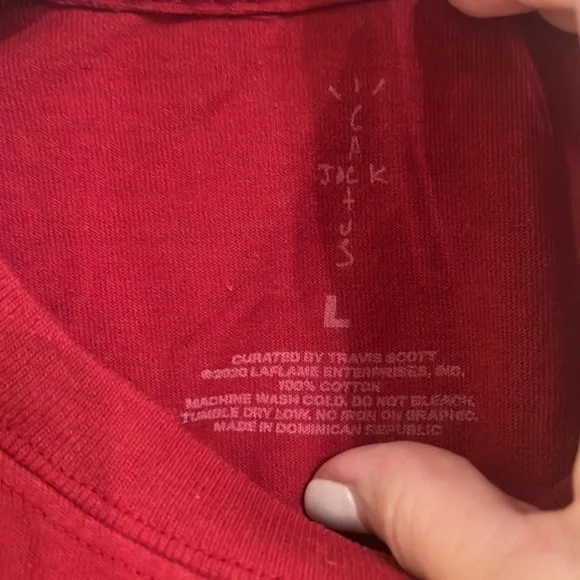 CACTUS
JACK
L
CURATED BY TRAVIS SCOTT
©2020 LAFLAME ENTERPRISES, INC.
100% COTTON
MACHINE WASH COLD. DO NOT BLEACH.
TUMBLE DRY LOW. NO IRON ON GRAPHIC.
MADE IN DOMINICAN REPUBLIC